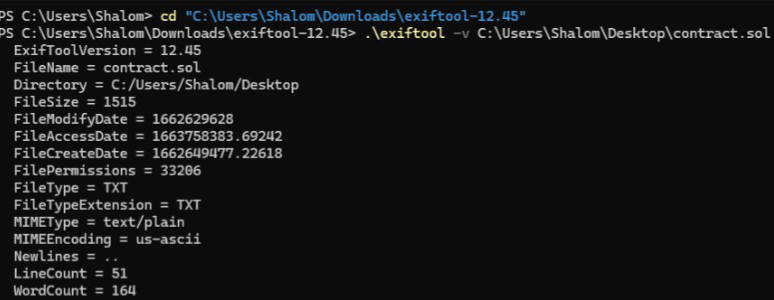 PS C:\Users\Shalom> cd "C:\Users\Shalom\Downloads\exiftool-12.45"
PS C:\Users\Shalom\Downloads\exiftool-12.45> .\exiftool -v C:\Users\Shalom\Desktop\contract.sol
ExifToolVersion = 12.45
FileName = contract.sol
Directory = C:/Users/Shalom/Desktop
FileSize = 1515
FileModifyDate = 1662629628
FileAccessDate = 1663758383.69242
FileCreateDate = 1662649477.22618
FilePermissions = 33206
FileType = TXT
FileTypeExtension = TXT
MIMEType = text/plain
MIMEEncoding = us-ascii
Newlines = ..
LineCount = 51
WordCount = 164